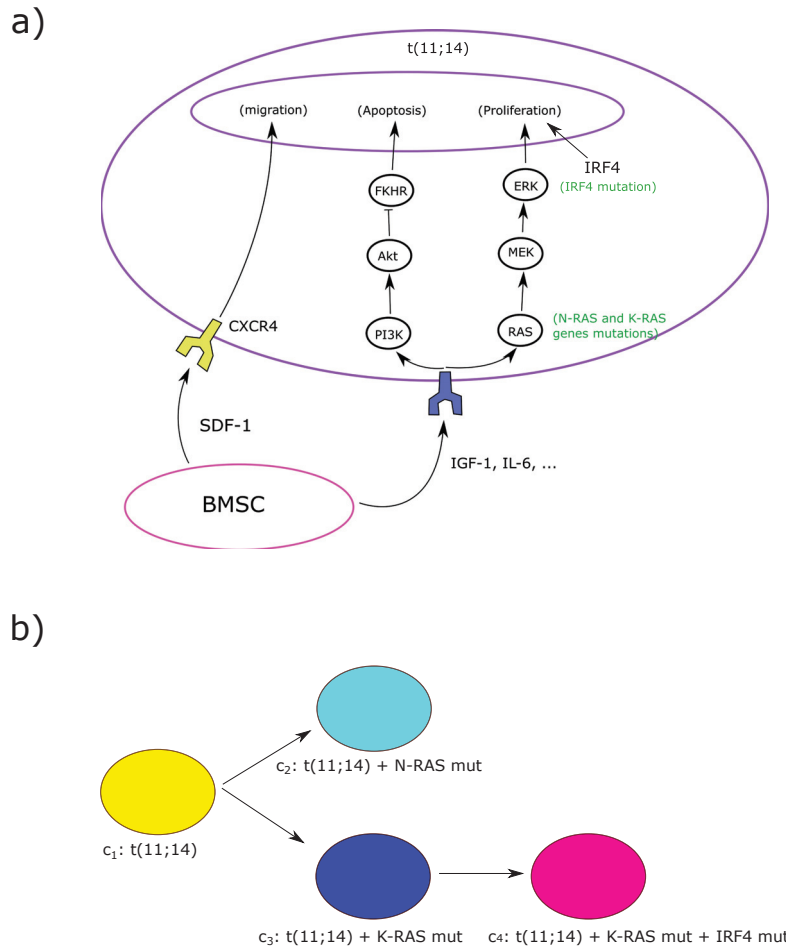 a)
t(11;14)
(migration)
(Apoptosis)
(Proliferation)
IRF4
(IRF4 mutation)
FKHR
ERK
Akt
MEK
CXCR4
PI3K
RAS
(N-RAS and K-RAS
genes mutations)
SDF-1
IGF-1, IL-6, ...
BMSC
b)
c₂: t(11;14) + N-RAS mut
c₁: t(11;14)
c₃: t(11;14) + K-RAS mut
c₄: t(11;14) + K-RAS mut + IRF4 mut